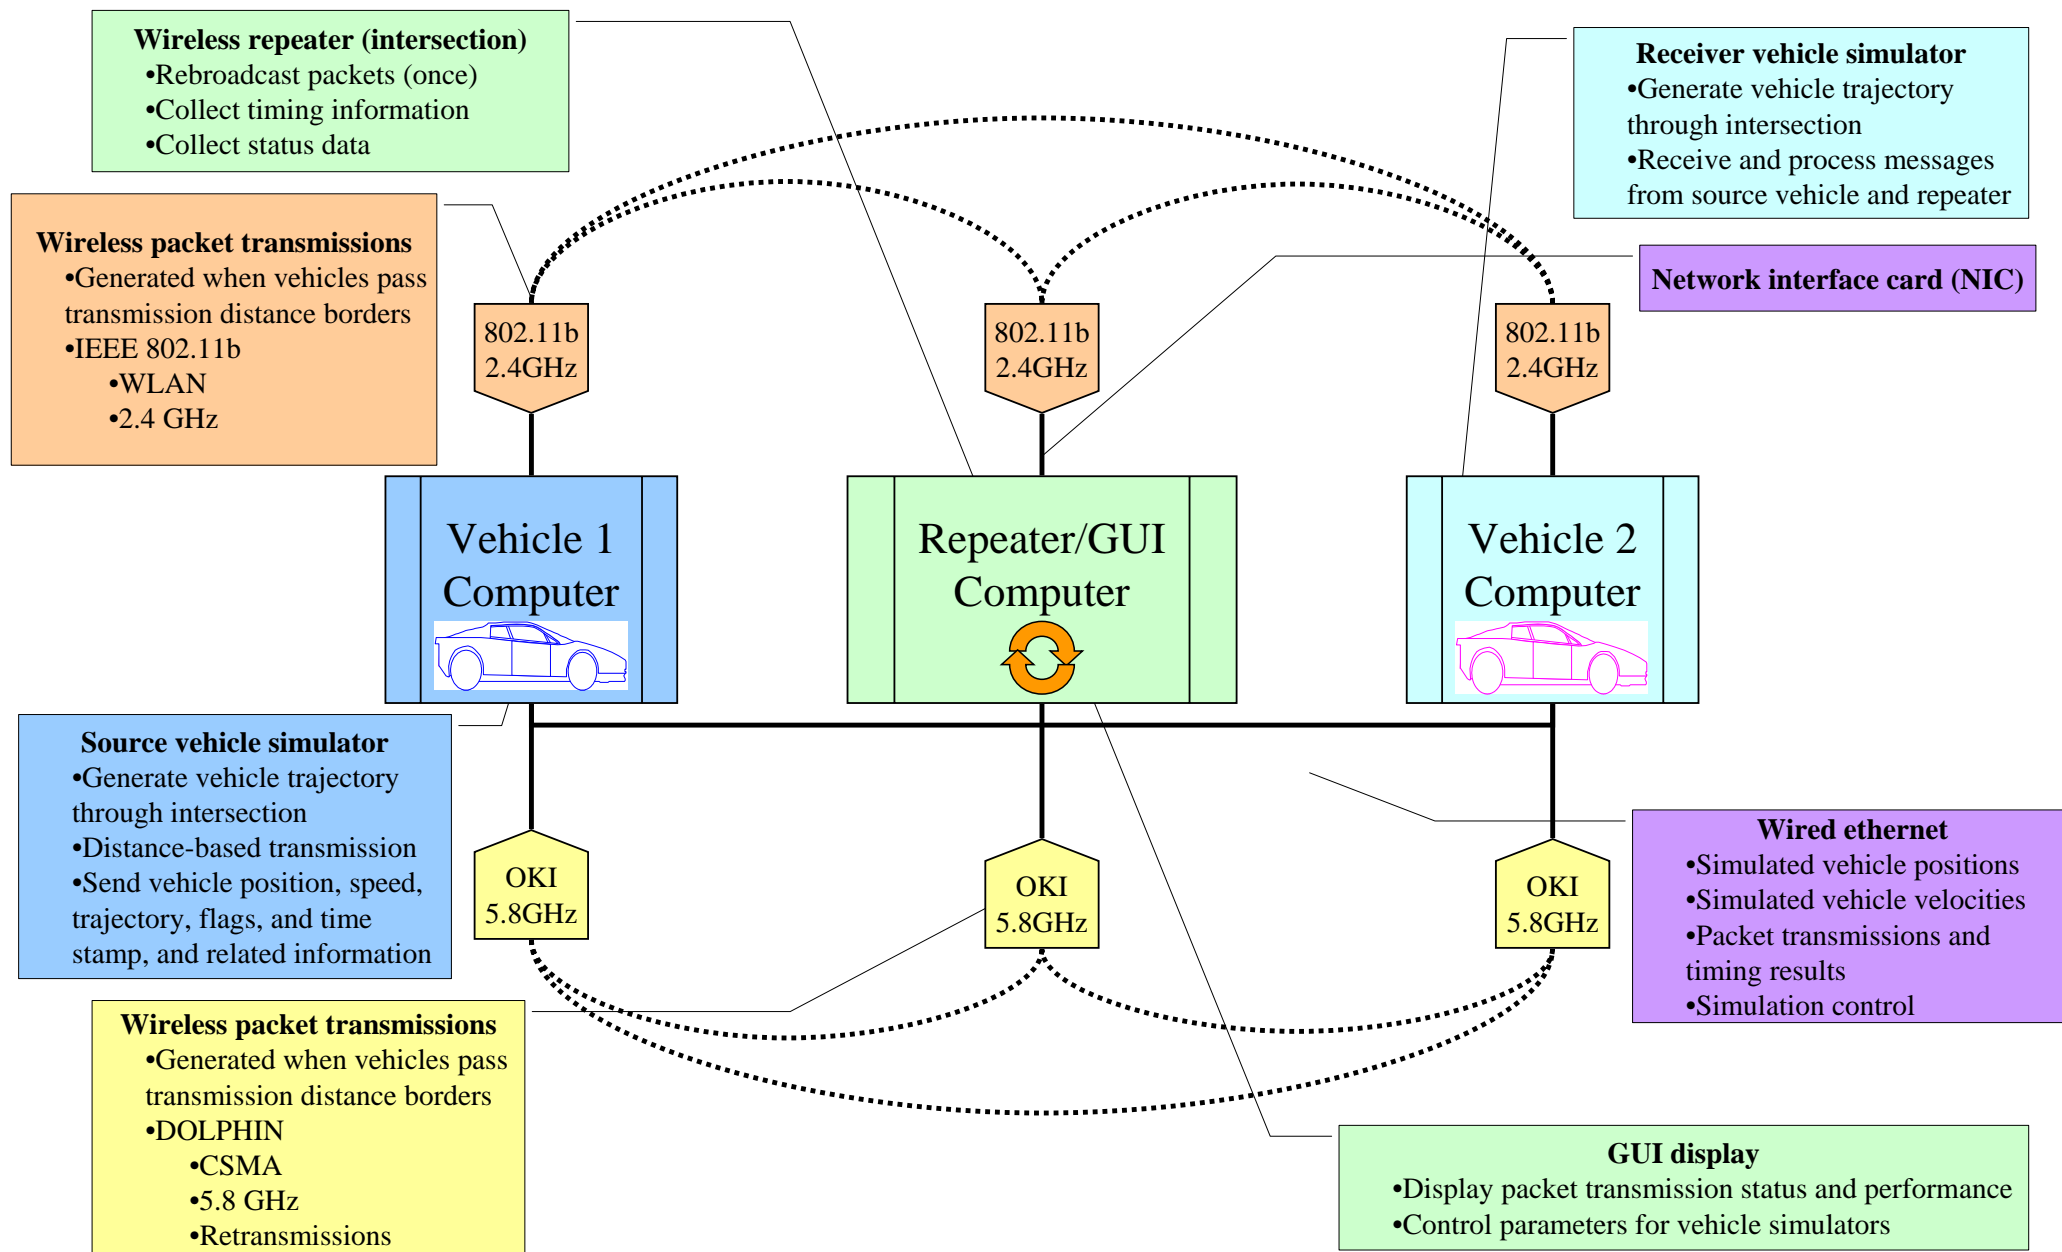 Wireless repeater (intersection)
•Rebroadcast packets (once)
•Collect timing information
•Collect status data
Receiver vehicle simulator
•Generate vehicle trajectory
through intersection
•Receive and process messages
from source vehicle and repeater
Wireless packet transmissions
•Generated when vehicles pass
transmission distance borders
•IEEE 802.11b
•WLAN
•2.4 GHz
Network interface card (NIC)
802.11b
2.4GHz
802.11b
2.4GHz
802.11b
2.4GHz
Vehicle 1
Computer
Repeater/GUI
Computer
Vehicle 2
Computer
Source vehicle simulator
•Generate vehicle trajectory
through intersection
•Distance-based transmission
•Send vehicle position, speed,
trajectory, flags, and time
stamp, and related information
OKI
5.8GHz
OKI
5.8GHz
OKI
5.8GHz
Wired ethernet
•Simulated vehicle positions
•Simulated vehicle velocities
•Packet transmissions and
timing results
•Simulation control
Wireless packet transmissions
•Generated when vehicles pass
transmission distance borders
•DOLPHIN
•CSMA
•5.8 GHz
•Retransmissions
GUI display
•Display packet transmission status and performance
•Control parameters for vehicle simulators